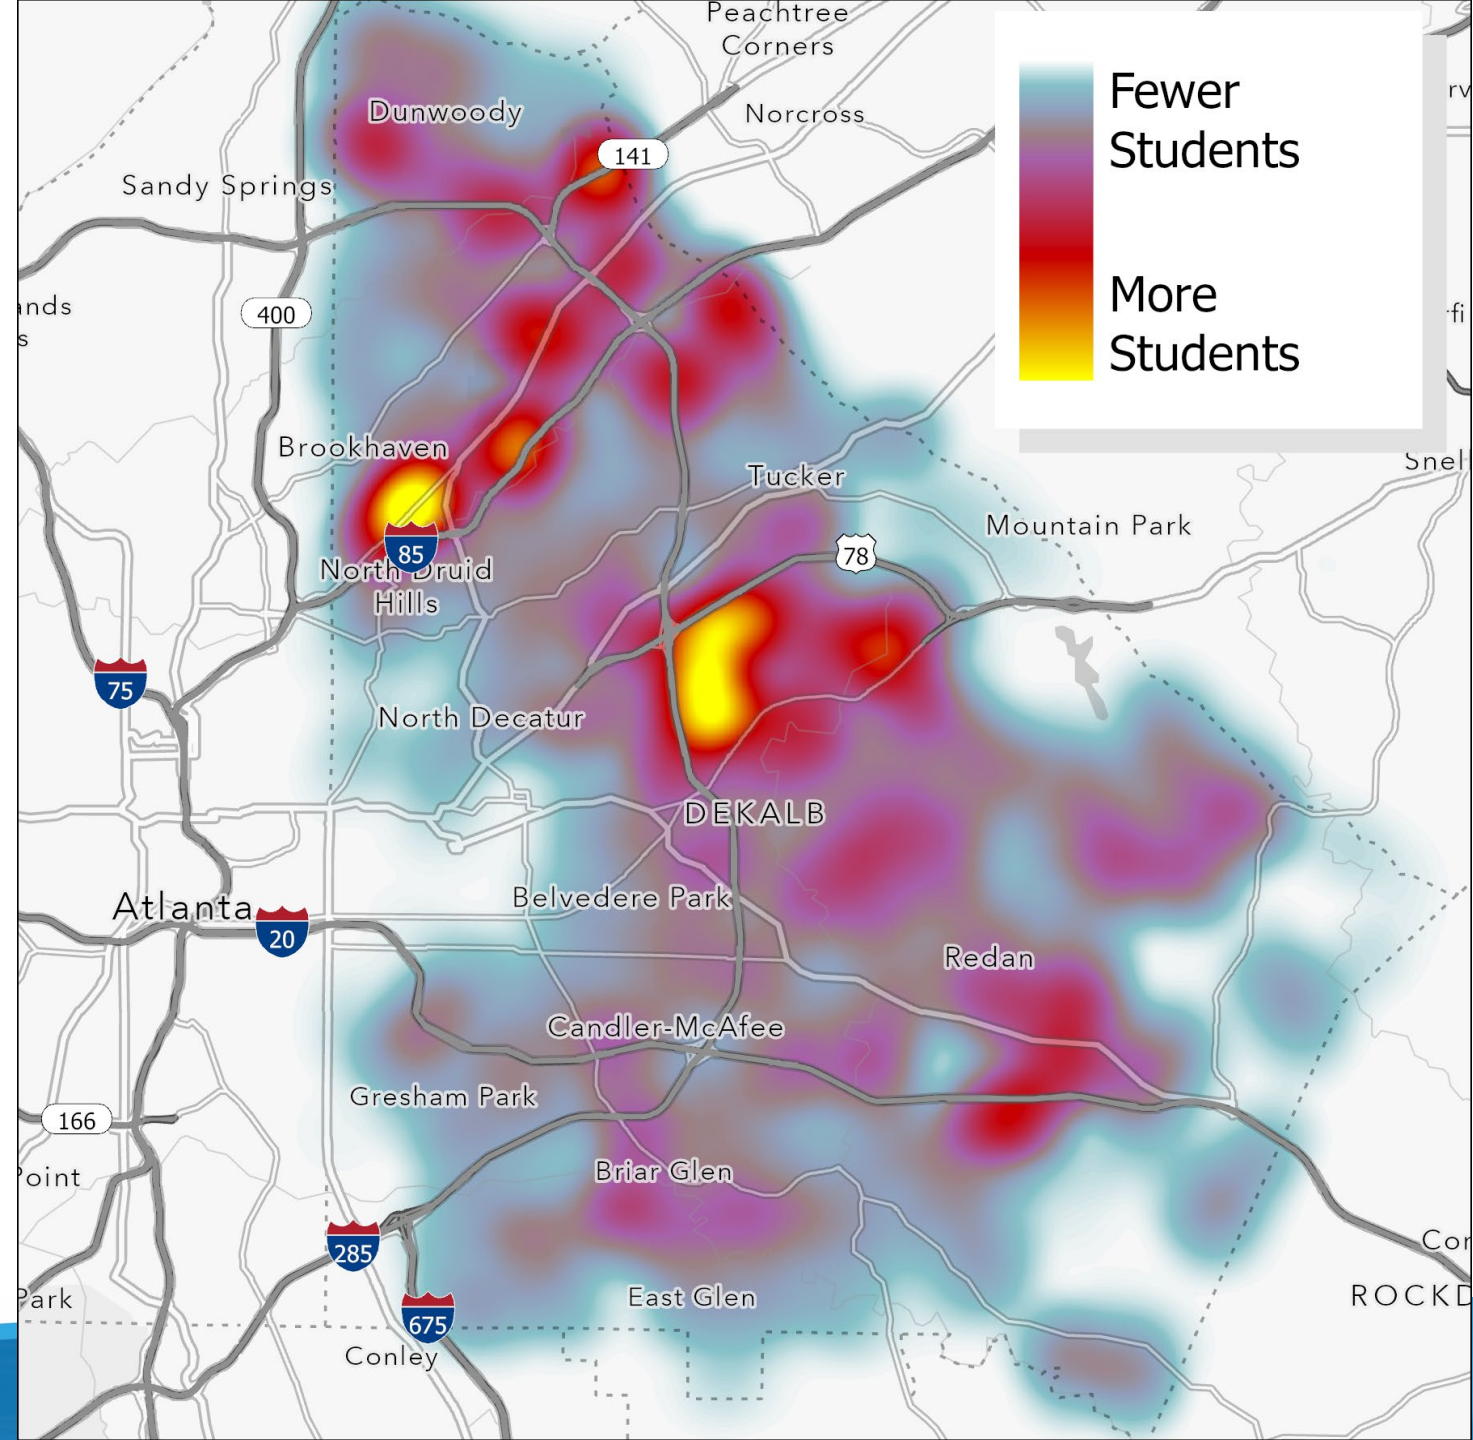 Peachtree
Corners
Fewer
Students
Dunwoody
Norcross
141
Sandy Springs
More
Students
400
Brookhaven
Tucker
Mountain Park
85
78
North Druid
Hills
75
North Decatur
DEKALB
Belvedere Park
Atlanta
20
Redan
Candler-McAfee
Gresham Park
166
Briar Glen
285
East Glen
675
Conley
Park